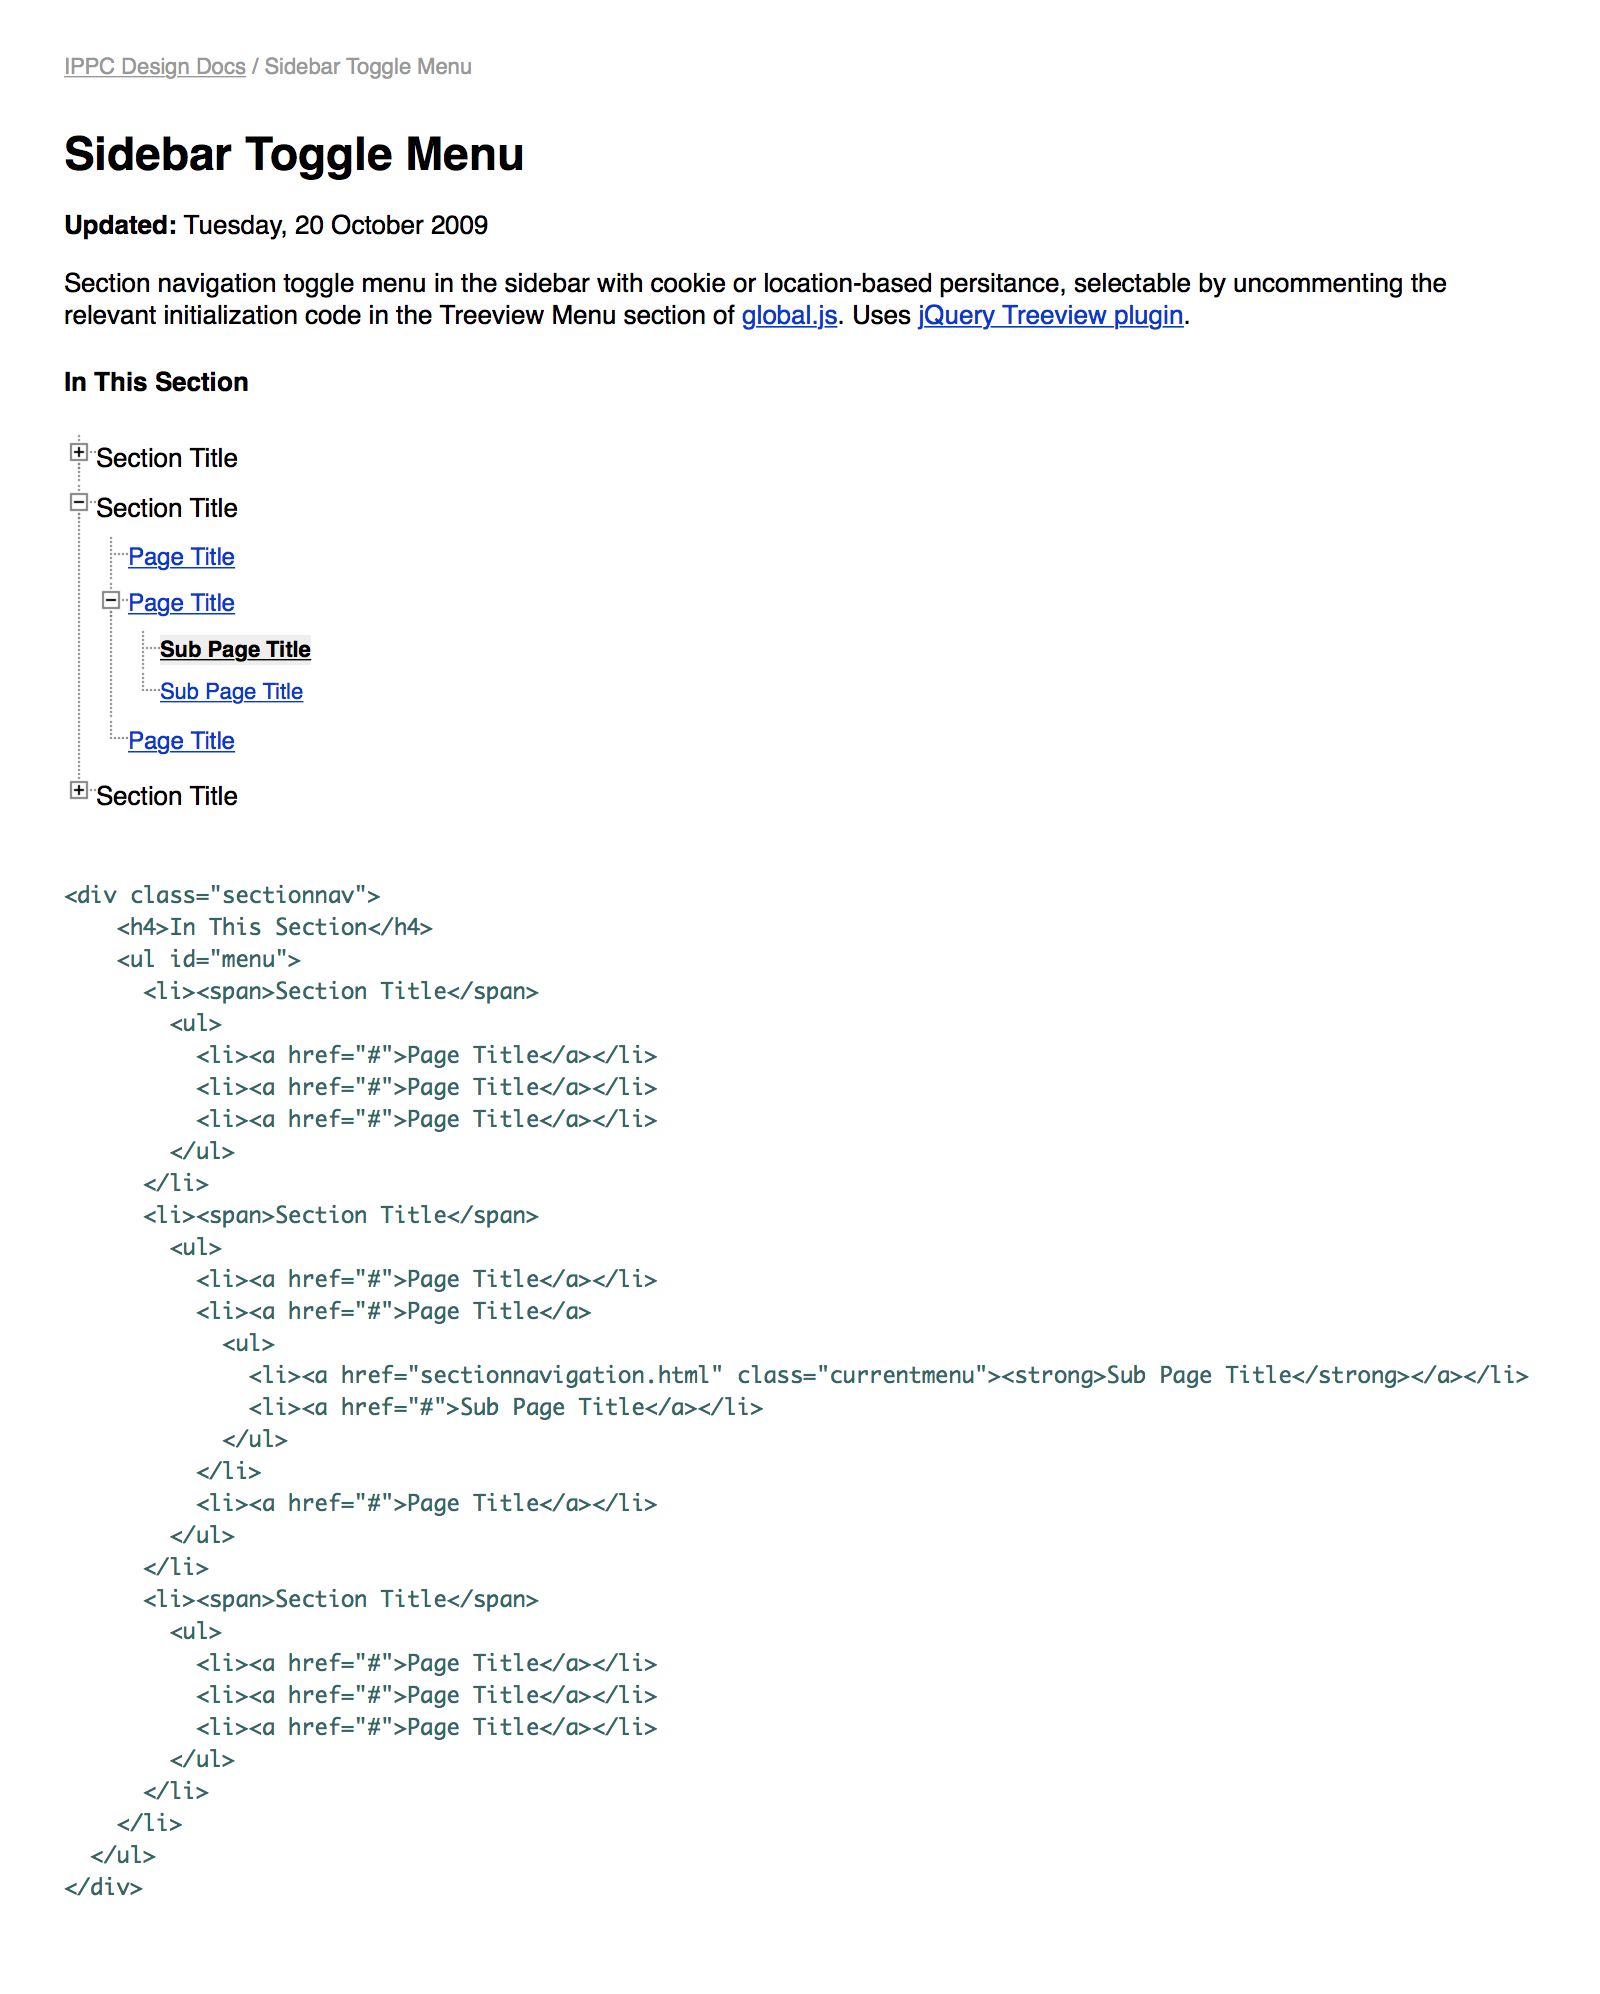 IPPC Design Docs / Sidebar Toggle Menu
Sidebar Toggle Menu
Updated: Tuesday, 20 October 2009
Section navigation toggle menu in the sidebar with cookie or location-based persitance, selectable by uncommenting the
relevant initialization code in the Treeview Menu section of global.js. Uses jQuery Treeview plugin.
In This Section
Section Title
Section Title
Page Title
Page Title
Sub Page Title
Sub Page Title
Page Title
Section Title
<div class="sectionnav">
    <h4>In This Section</h4>
    <ul id="menu">
      <li><span>Section Title</span>
        <ul>
          <li><a href="#">Page Title</a></li>
          <li><a href="#">Page Title</a></li>
          <li><a href="#">Page Title</a></li>
        </ul>
      </li>
      <li><span>Section Title</span>
        <ul>
          <li><a href="#">Page Title</a></li>
          <li><a href="#">Page Title</a>
            <ul>
              <li><a href="sectionnavigation.html" class="currentmenu"><strong>Sub Page Title</strong></a></li>
              <li><a href="#">Sub Page Title</a></li>
            </ul>
          </li>
          <li><a href="#">Page Title</a></li>
        </ul>
      </li>
      <li><span>Section Title</span>
        <ul>
          <li><a href="#">Page Title</a></li>
          <li><a href="#">Page Title</a></li>
          <li><a href="#">Page Title</a></li>
        </ul>
      </li>
    </li>
  </ul>
</div>